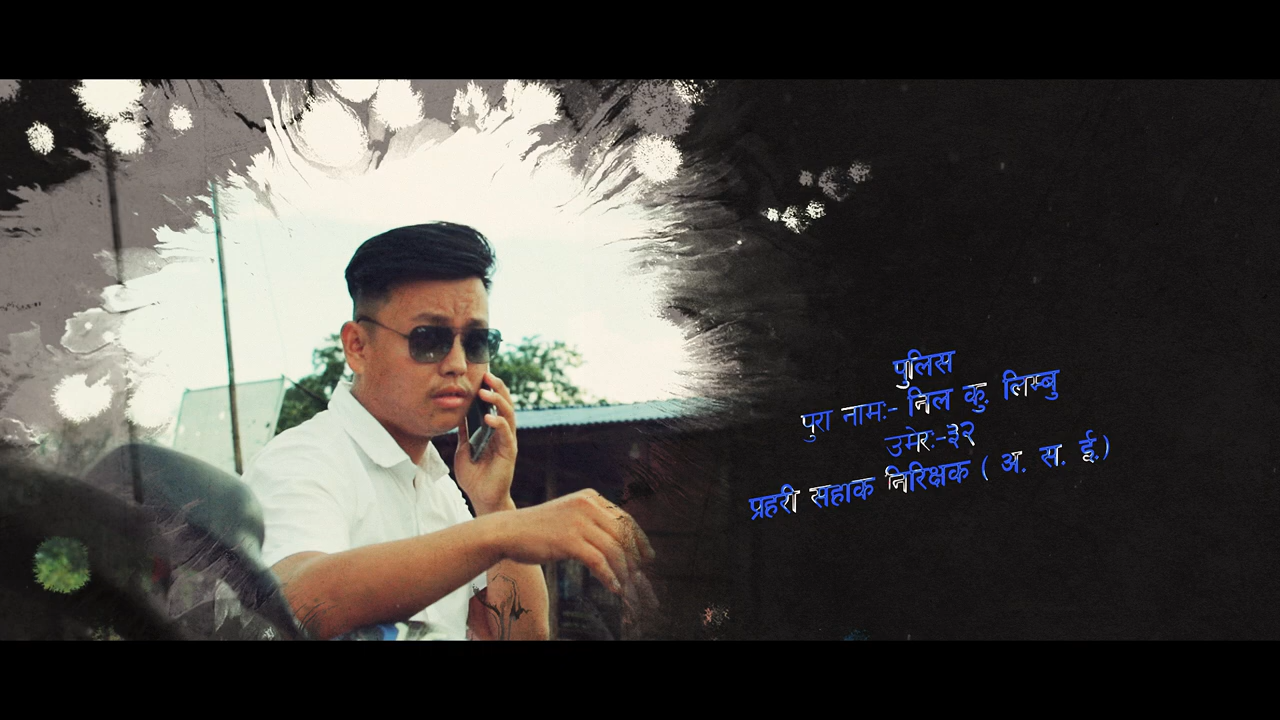 पुलिस
पुरा नामः- निल कु. लिम्बु
उमेरः-३२
प्रहरी सहाक निरिक्षक ( अ. स. ई.)